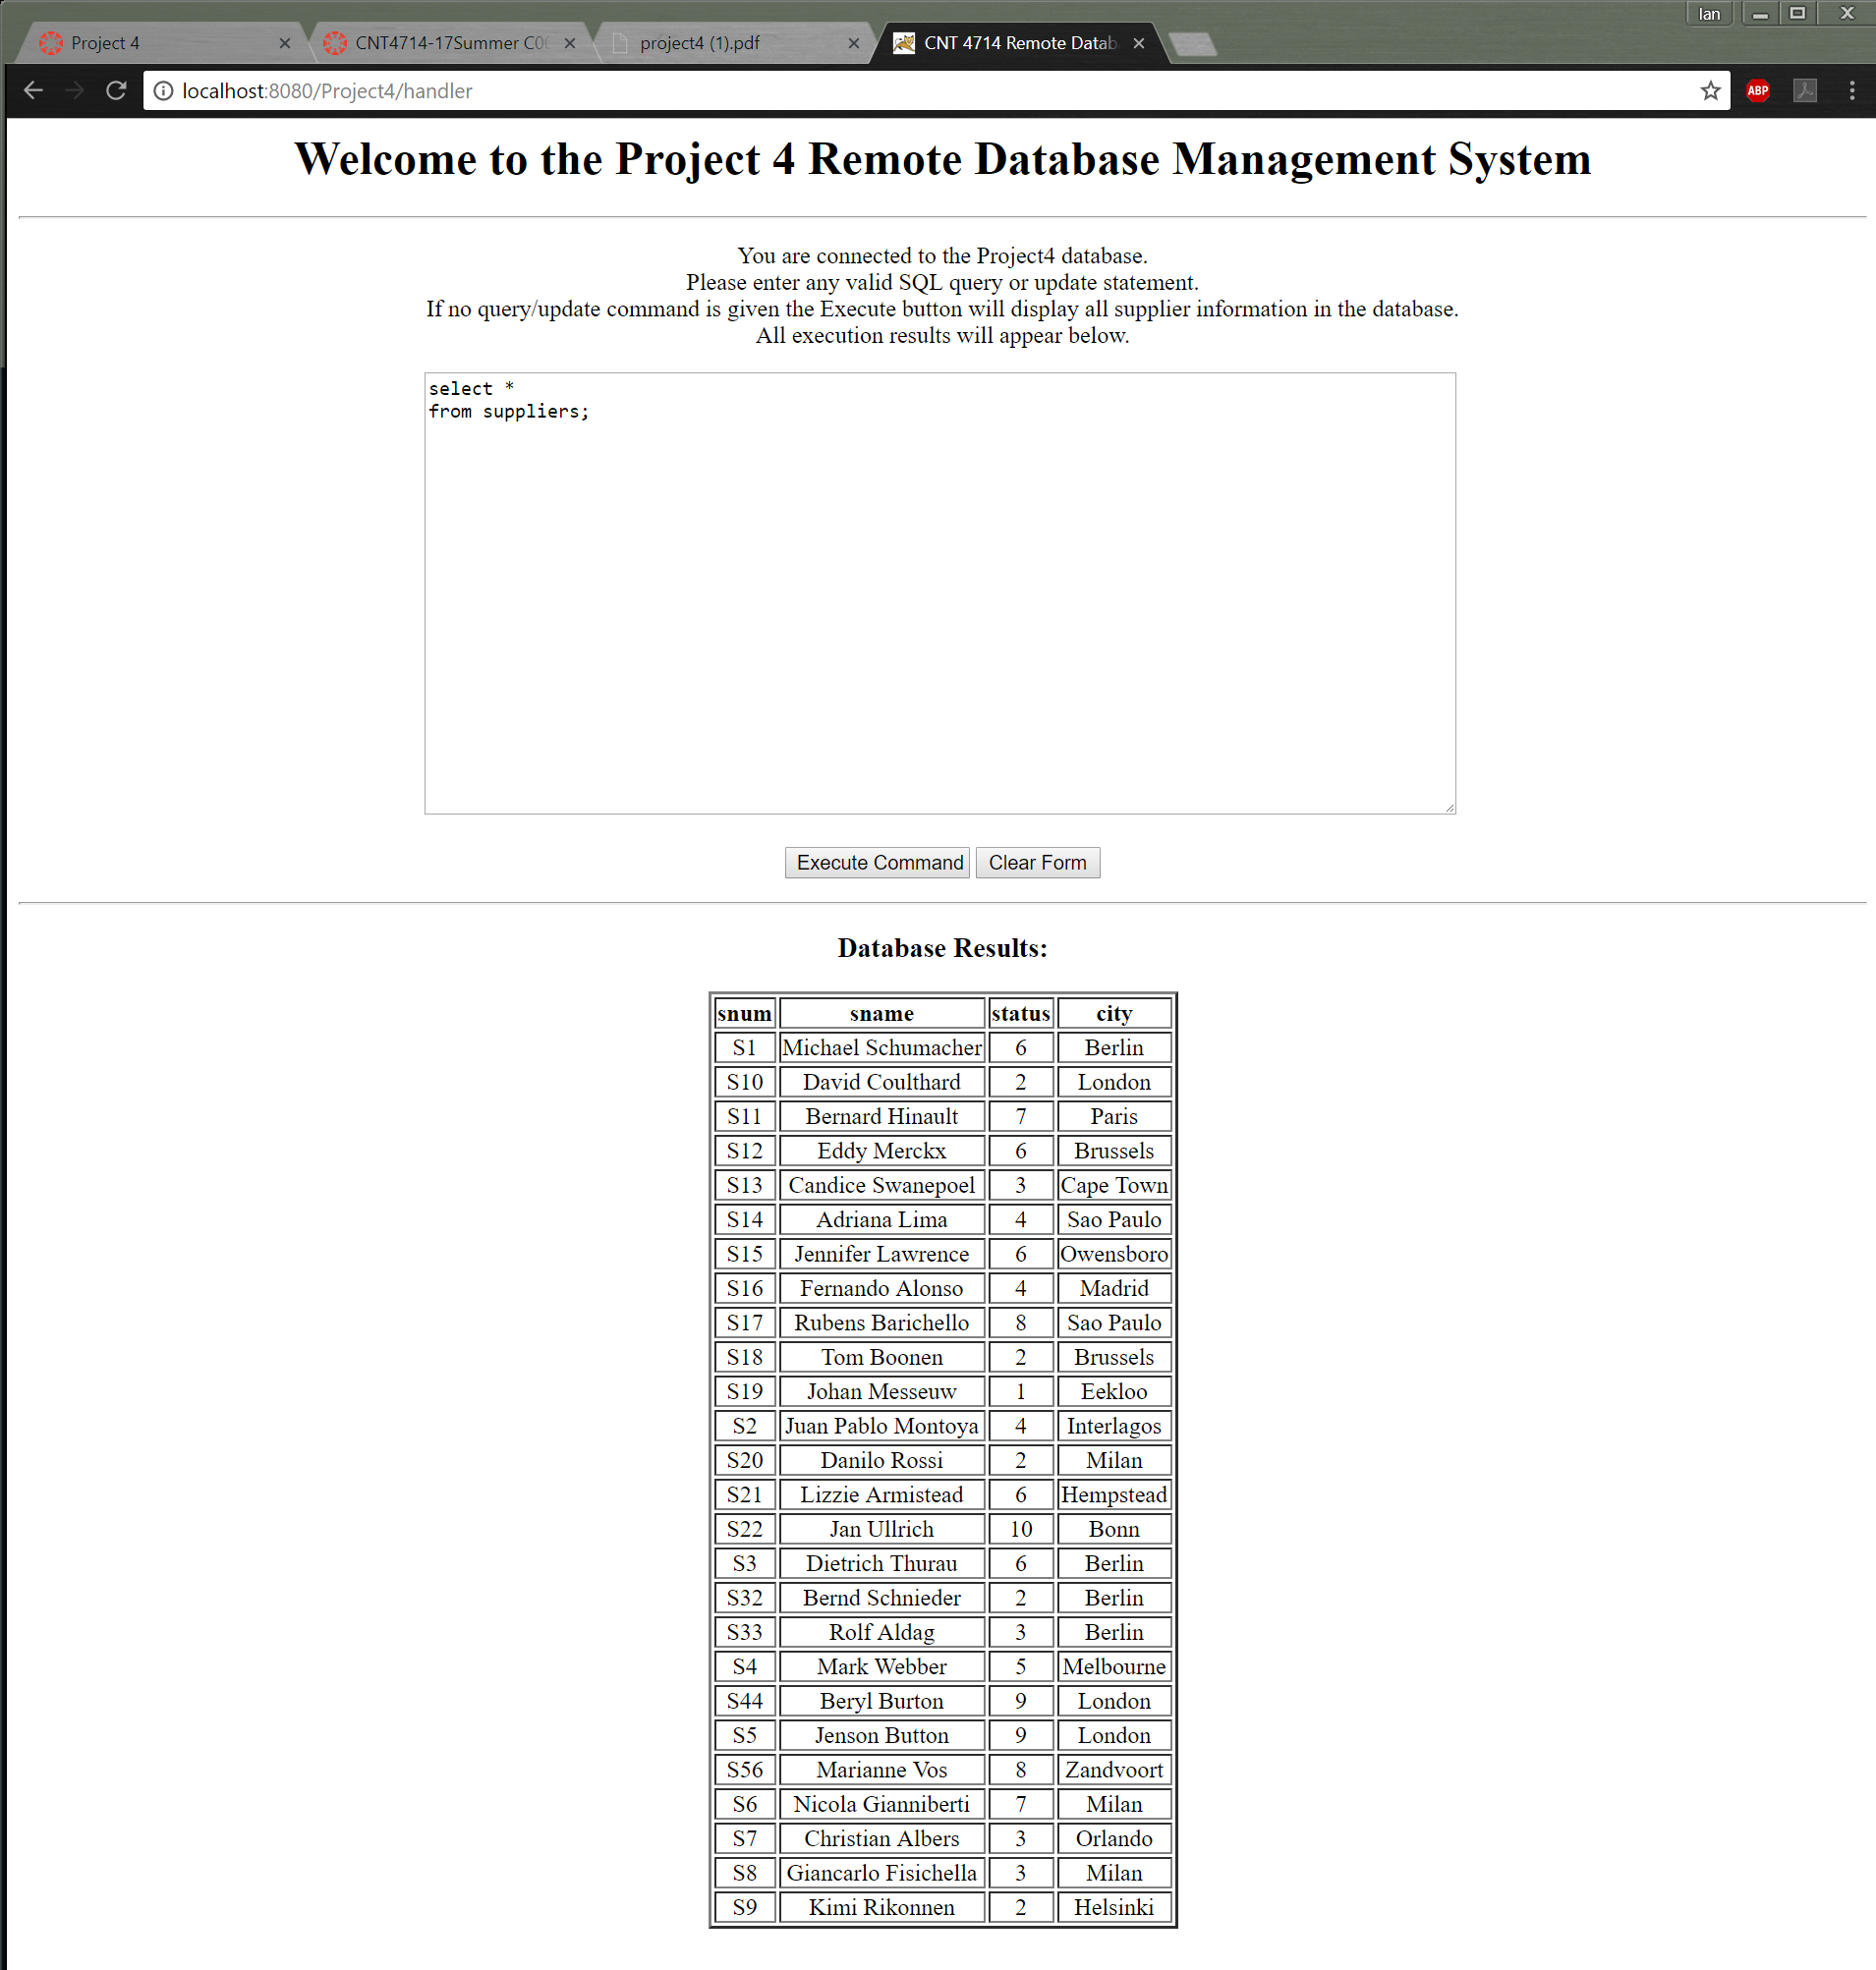 Ian
Project 4
CNT4714-17Summer C00
project4 (1).pdf
CNT 4714 Remote Datab
localhost:8080/Project4/handler
ABP
Welcome to the Project 4 Remote Database Management System
You are connected to the Project4 database.
Please enter any valid SQL query or update statement.
If no query/update command is given the Execute button will display all supplier information in the database.
All execution results will appear below.
select *
from suppliers;
Execute Command Clear Form
Database Results:
snum sname status city
S1 Michael Schumacher 6 Berlin
S10 David Coulthard 2 London
S11 Bernard Hinault 7 Paris
S12 Eddy Merckx 6 Brussels
S13 Candice Swanepoel 3 Cape Town
S14 Adriana Lima 4 Sao Paulo
S15 Jennifer Lawrence 6 Owensboro
S16 Fernando Alonso 4 Madrid
S17 Rubens Barichello 8 Sao Paulo
S18 Tom Boonen 2 Brussels
S19 Johan Messeuw 1 Eekloo
S2 Juan Pablo Montoya 4 Interlagos
S20 Danilo Rossi 2 Milan
S21 Lizzie Armistead 6 Hempstead
S22 Jan Ullrich 10 Bonn
S3 Dietrich Thurau 6 Berlin
S32 Bernd Schnieder 2 Berlin
S33 Rolf Aldag 3 Berlin
S4 Mark Webber 5 Melbourne
S44 Beryl Burton 9 London
S5 Jenson Button 9 London
S56 Marianne Vos 8 Zandvoort
S6 Nicola Gianniberti 7 Milan
S7 Christian Albers 3 Orlando
S8 Giancarlo Fisichella 3 Milan
S9 Kimi Rikonnen 2 Helsinki